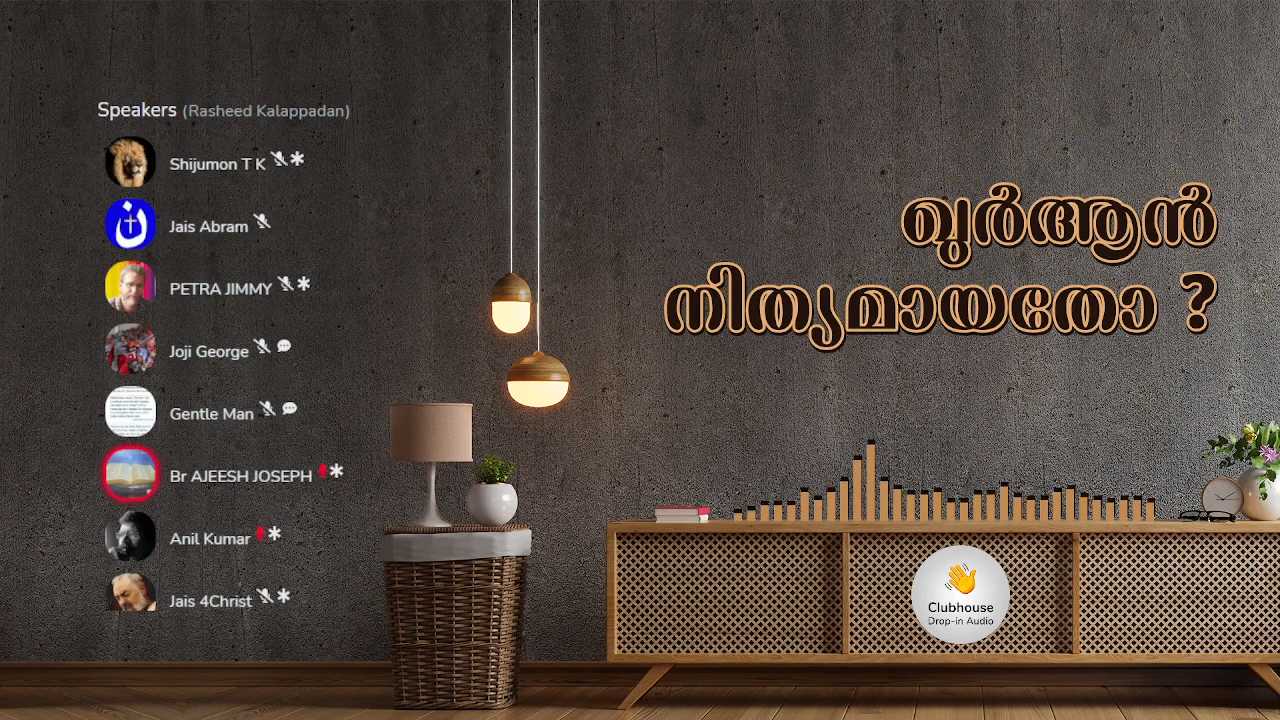 Speakers (Rasheed Kalappadan)
Shijumon T K
Jais Abram
PETRA JIMMY
Joji George
Gentle Man
Br AJEESH JOSEPH
Anil Kumar
Jais 4Christ
ഖുർആൻ
നിത്യമായതോ ?
Clubhouse
Drop-in Audio